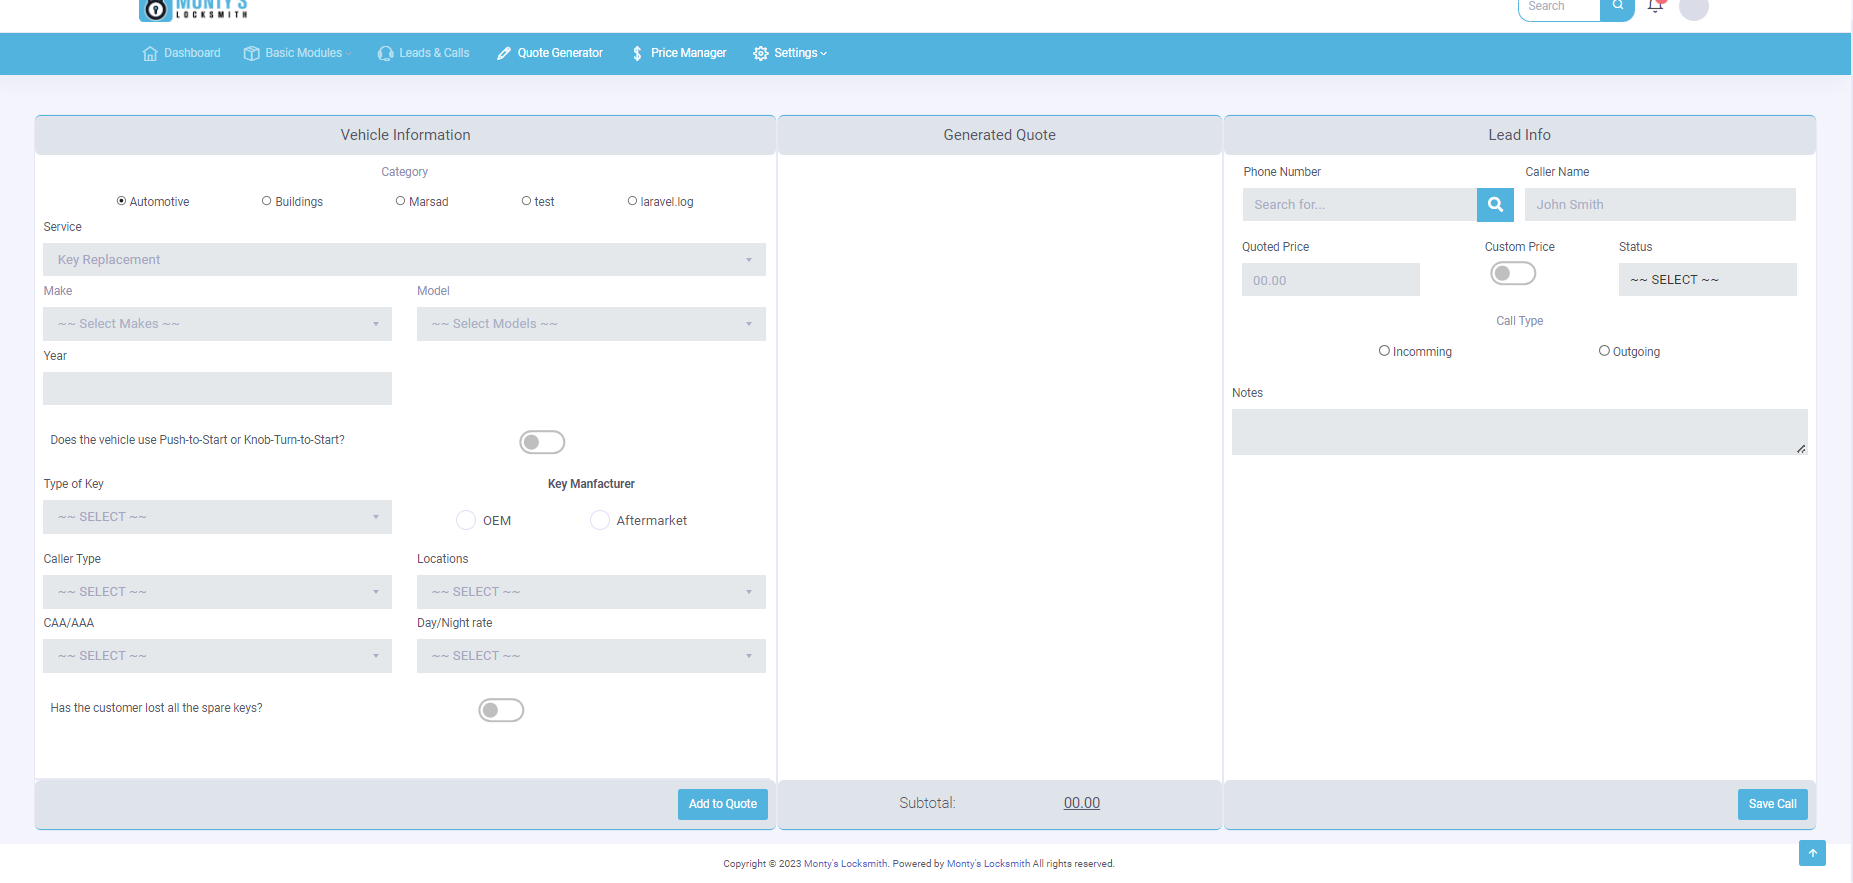 MONTY'S
LOCKSMITH
Search
Dashboard Basic Modules Leads & Calls Quote Generator Price Manager Settings
Vehicle Information
Category
Automotive Buildings Marsad test laravel.log
Service
Key Replacement
Make Model
~~ Select Makes ~~ ~~ Select Models ~~
Year
Does the vehicle use Push-to-Start or Knob-Turn-to-Start?
Type of Key Key Manfacturer
~~ SELECT ~~ OEM Aftermarket
Caller Type Locations
~~ SELECT ~~ ~~ SELECT ~~
CAA/AAA Day/Night rate
~~ SELECT ~~ ~~ SELECT ~~
Has the customer lost all the spare keys?
Add to Quote
Generated Quote
Subtotal: 00.00
Lead Info
Phone Number Caller Name
Search for... John Smith
Quoted Price Custom Price Status
00.00 ~~ SELECT ~~
Call Type
Incomming Outgoing
Notes
Save Call
Copyright © 2023 Monty's Locksmith. Powered by Monty's Locksmith All rights reserved.